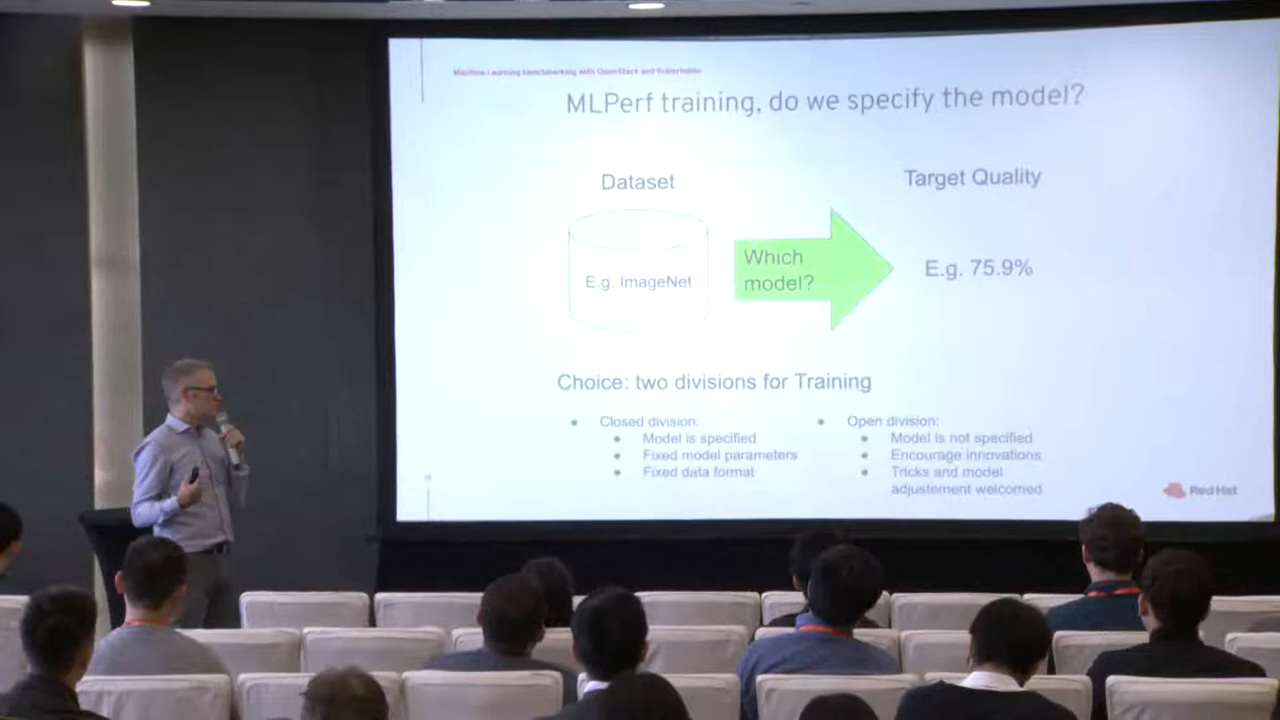 Machine Learning benchmarking with OpenStack and Kubernetes
MLPerf training, do we specify the model?
Dataset
Target Quality
E.g. ImageNet
Which
model?
E.g. 75.9%
Choice: two divisions for Training
Closed division:
Model is specified
Fixed model parameters
Fixed data format
Open division:
Model is not specified
Encourage innovations
Tricks and model
adjustement welcomed
Red Hat